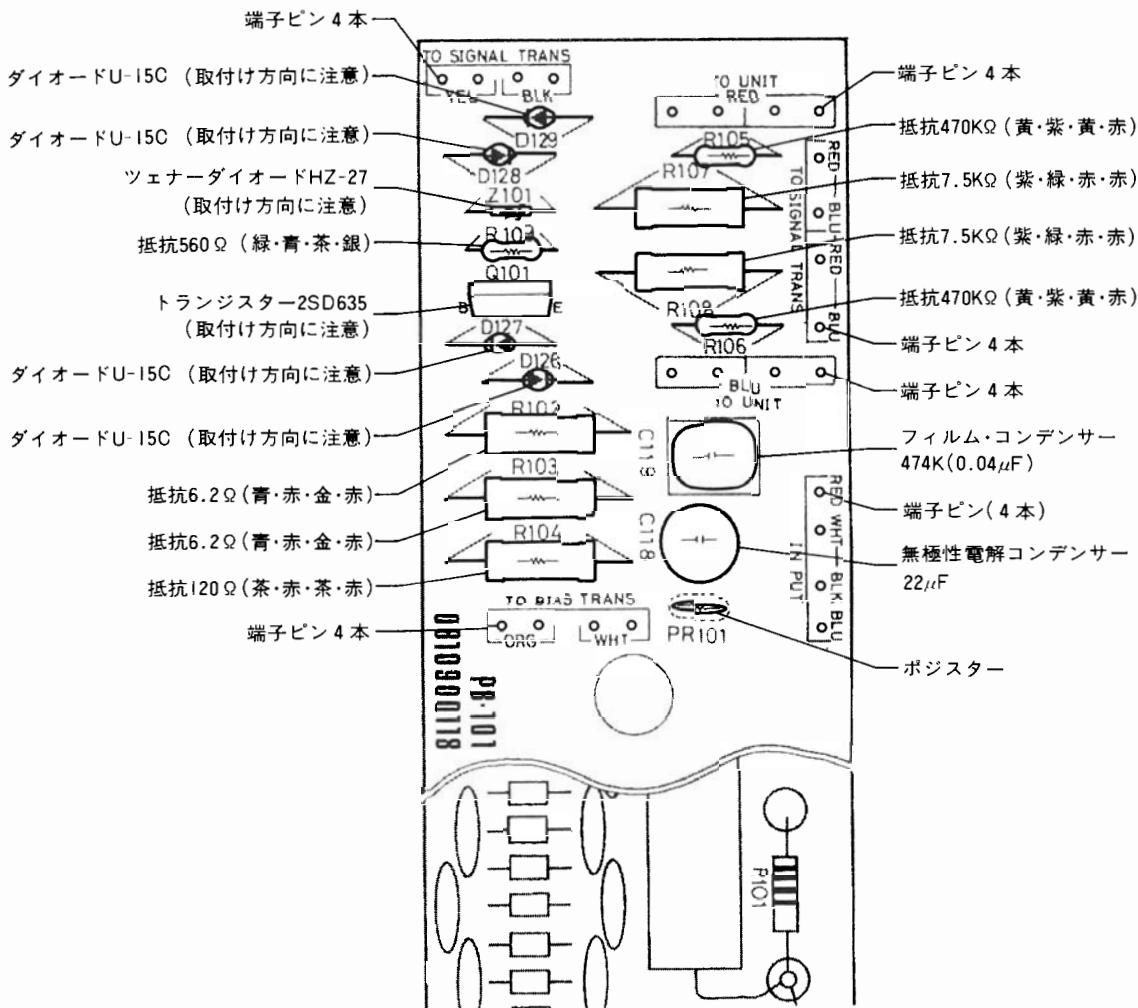 端子ピン 4 本
ダイオードU-15C (取付け方向に注意)
ダイオードU-15C (取付け方向に注意)
ツェナーダイオードHZ-27
(取付け方向に注意)
抵抗560Ω (緑·青·茶·銀)
トランジスター2SD635
(取付け方向に注意)
ダイオードU-15C (取付け方向に注意)
ダイオードU-15C (取付け方向に注意)
抵抗6.2Ω(青·赤·金·赤)
抵抗6.2Ω(青·赤·金·赤)
抵抗120Ω(茶·赤·茶·赤)
端子ピン 4 本
TO SIGNAL TRANS
YEL BLK
D129
D128
Z101
Q101
B E
D127
D126
R102
R103
R104
TO BIAS TRANS
ORG WHT
PB-101
081090118
TO UNIT
RED
R105
R107
R108
R106
BLU
TO UNIT
C118
PR101
RED BLU RED BLU
TO SIGNAL TRANS
RED WHT BLK BLU
IN PUT
R101
端子ピン 4 本
抵抗470KΩ(黄·紫·黄·赤)
抵抗7.5KΩ(紫·緑·赤·赤)
抵抗7.5KΩ(紫·緑·赤·赤)
抵抗470KΩ(黄·紫·黄·赤)
端子ピン 4 本
端子ピン 4 本
フィルム·コンデンサー
474K(0.04μF)
端子ピン(4 本)
無極性電解コンデンサー
22μF
ポジスター